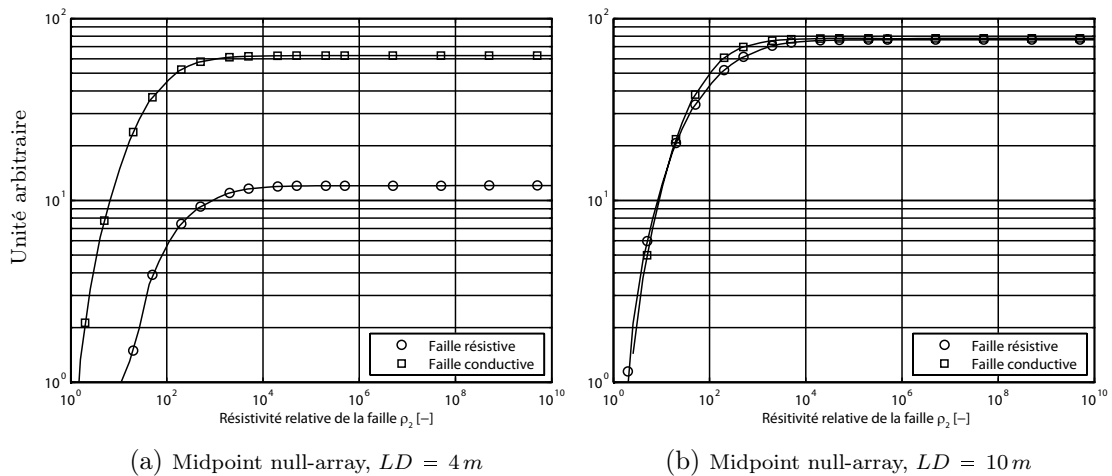 10²
10¹
10⁰
Unité arbitraire
10⁰ 10² 10⁴ 10⁶ 10⁸ 10¹⁰
Résistivité relative de la faille ρ₂ [–]
Faille résistive
Faille conductive
(a) Midpoint null-array, LD = 4 m
10²
10¹
10⁰
10⁰ 10² 10⁴ 10⁶ 10⁸ 10¹⁰
Résitivité relative de la faille ρ₂ [–]
Faille résistive
Faille conductive
(b) Midpoint null-array, LD = 10 m